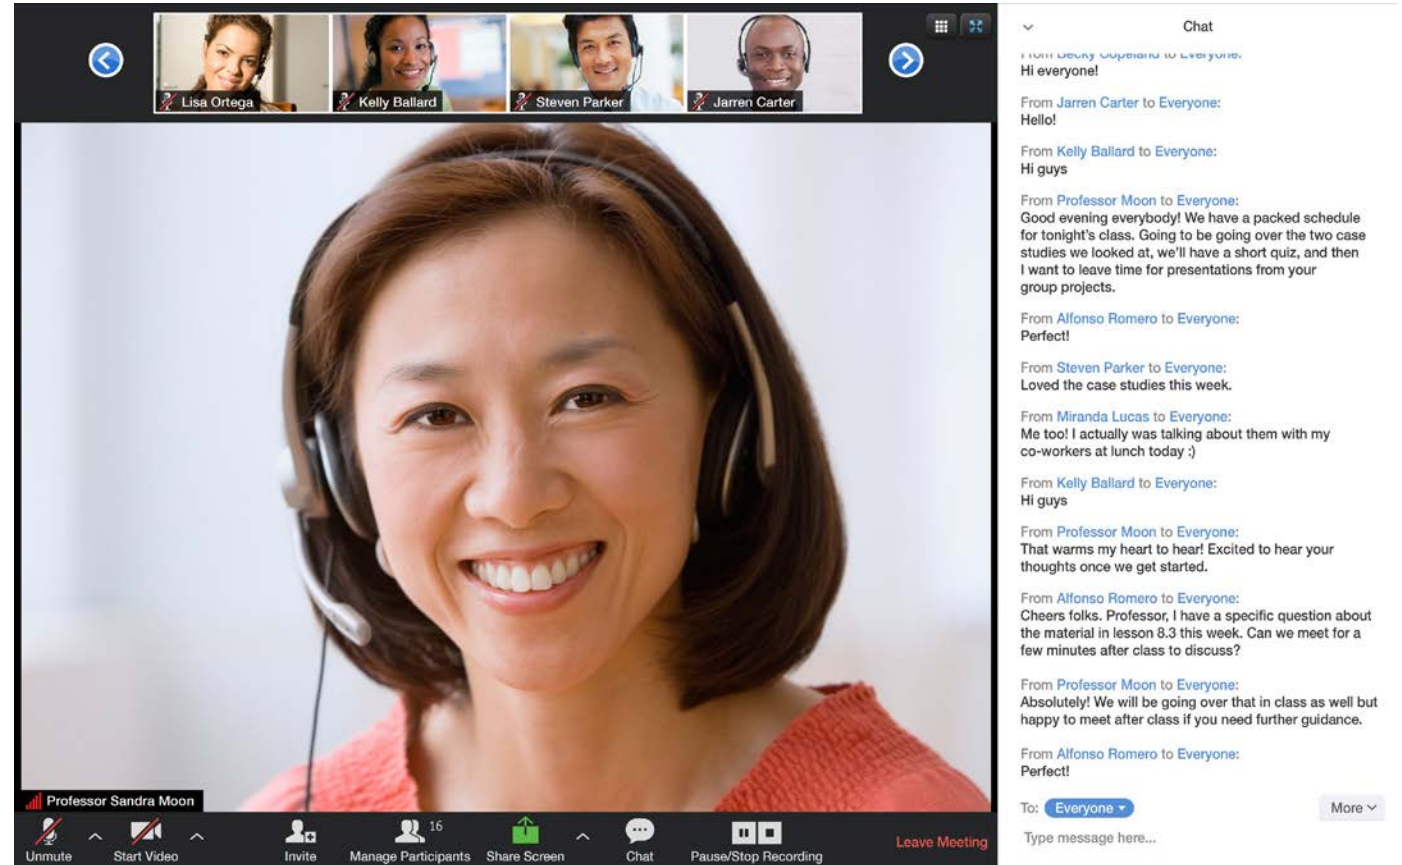 Lisa Ortega
Kelly Ballard
Steven Parker
Jarren Carter
Professor Sandra Moon
Unmute
Start Video
Invite
16
Manage Participants
Share Screen
Chat
Pause/Stop Recording
Leave Meeting
Chat
From Becky Copeland to Everyone:
Hi everyone!
From Jarren Carter to Everyone:
Hello!
From Kelly Ballard to Everyone:
Hi guys
From Professor Moon to Everyone:
Good evening everybody! We have a packed schedule
for tonight's class. Going to be going over the two case
studies we looked at, we'll have a short quiz, and then
I want to leave time for presentations from your
group projects.
From Alfonso Romero to Everyone:
Perfect!
From Steven Parker to Everyone:
Loved the case studies this week.
From Miranda Lucas to Everyone:
Me too! I actually was talking about them with my
co-workers at lunch today :)
From Kelly Ballard to Everyone:
Hi guys
From Professor Moon to Everyone:
That warms my heart to hear! Excited to hear your
thoughts once we get started.
From Alfonso Romero to Everyone:
Cheers folks. Professor, I have a specific question about
the material in lesson 8.3 this week. Can we meet for a
few minutes after class to discuss?
From Professor Moon to Everyone:
Absolutely! We will be going over that in class as well but
happy to meet after class if you need further guidance.
From Alfonso Romero to Everyone:
Perfect!
To: Everyone
More
Type message here...